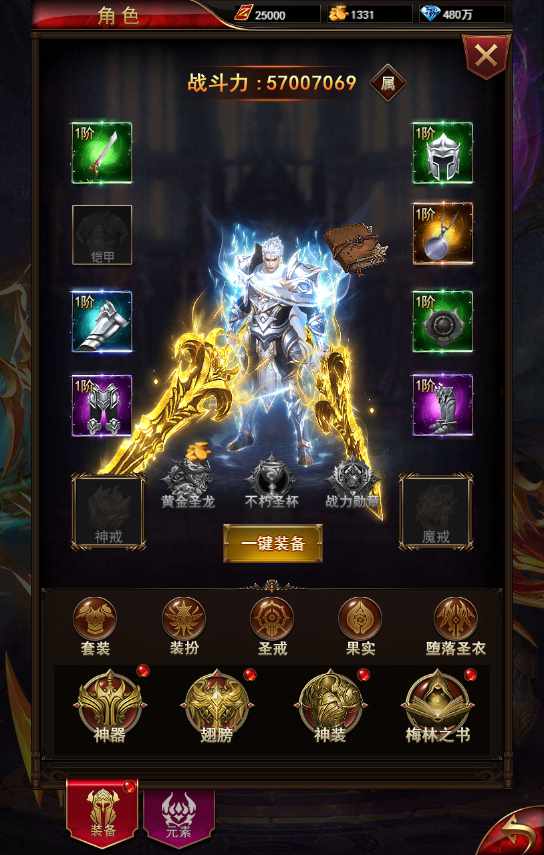 角色
25000
1331
480万
战斗力：57007069
属
1阶
1阶
铠甲
1阶
1阶
1阶
1阶
1阶
黄金圣龙
不朽圣杯
战力勋章
神戒
魔戒
一键装备
套装
装扮
圣戒
果实
堕落圣衣
神器
翅膀
神装
梅林之书
装备
元素